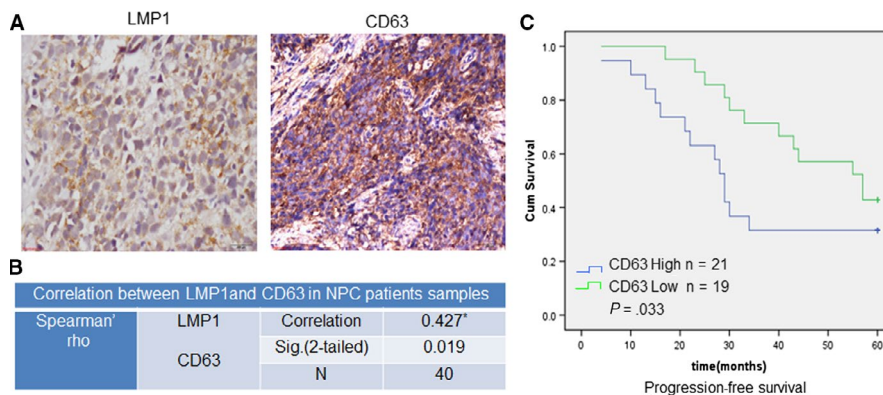 A
LMP1
CD63
B
Correlation between LMP1and CD63 in NPC patients samples
Spearman' rho
LMP1
Correlation
0.427*
CD63
Sig.(2-tailed)
0.019
N
40
C
Cum Survival
1.0
0.8
0.6
0.4
0.2
0.0
CD63 High n = 21
CD63 Low n = 19
P = .033
0 10 20 30 40 50 60
time(months)
Progression-free survival